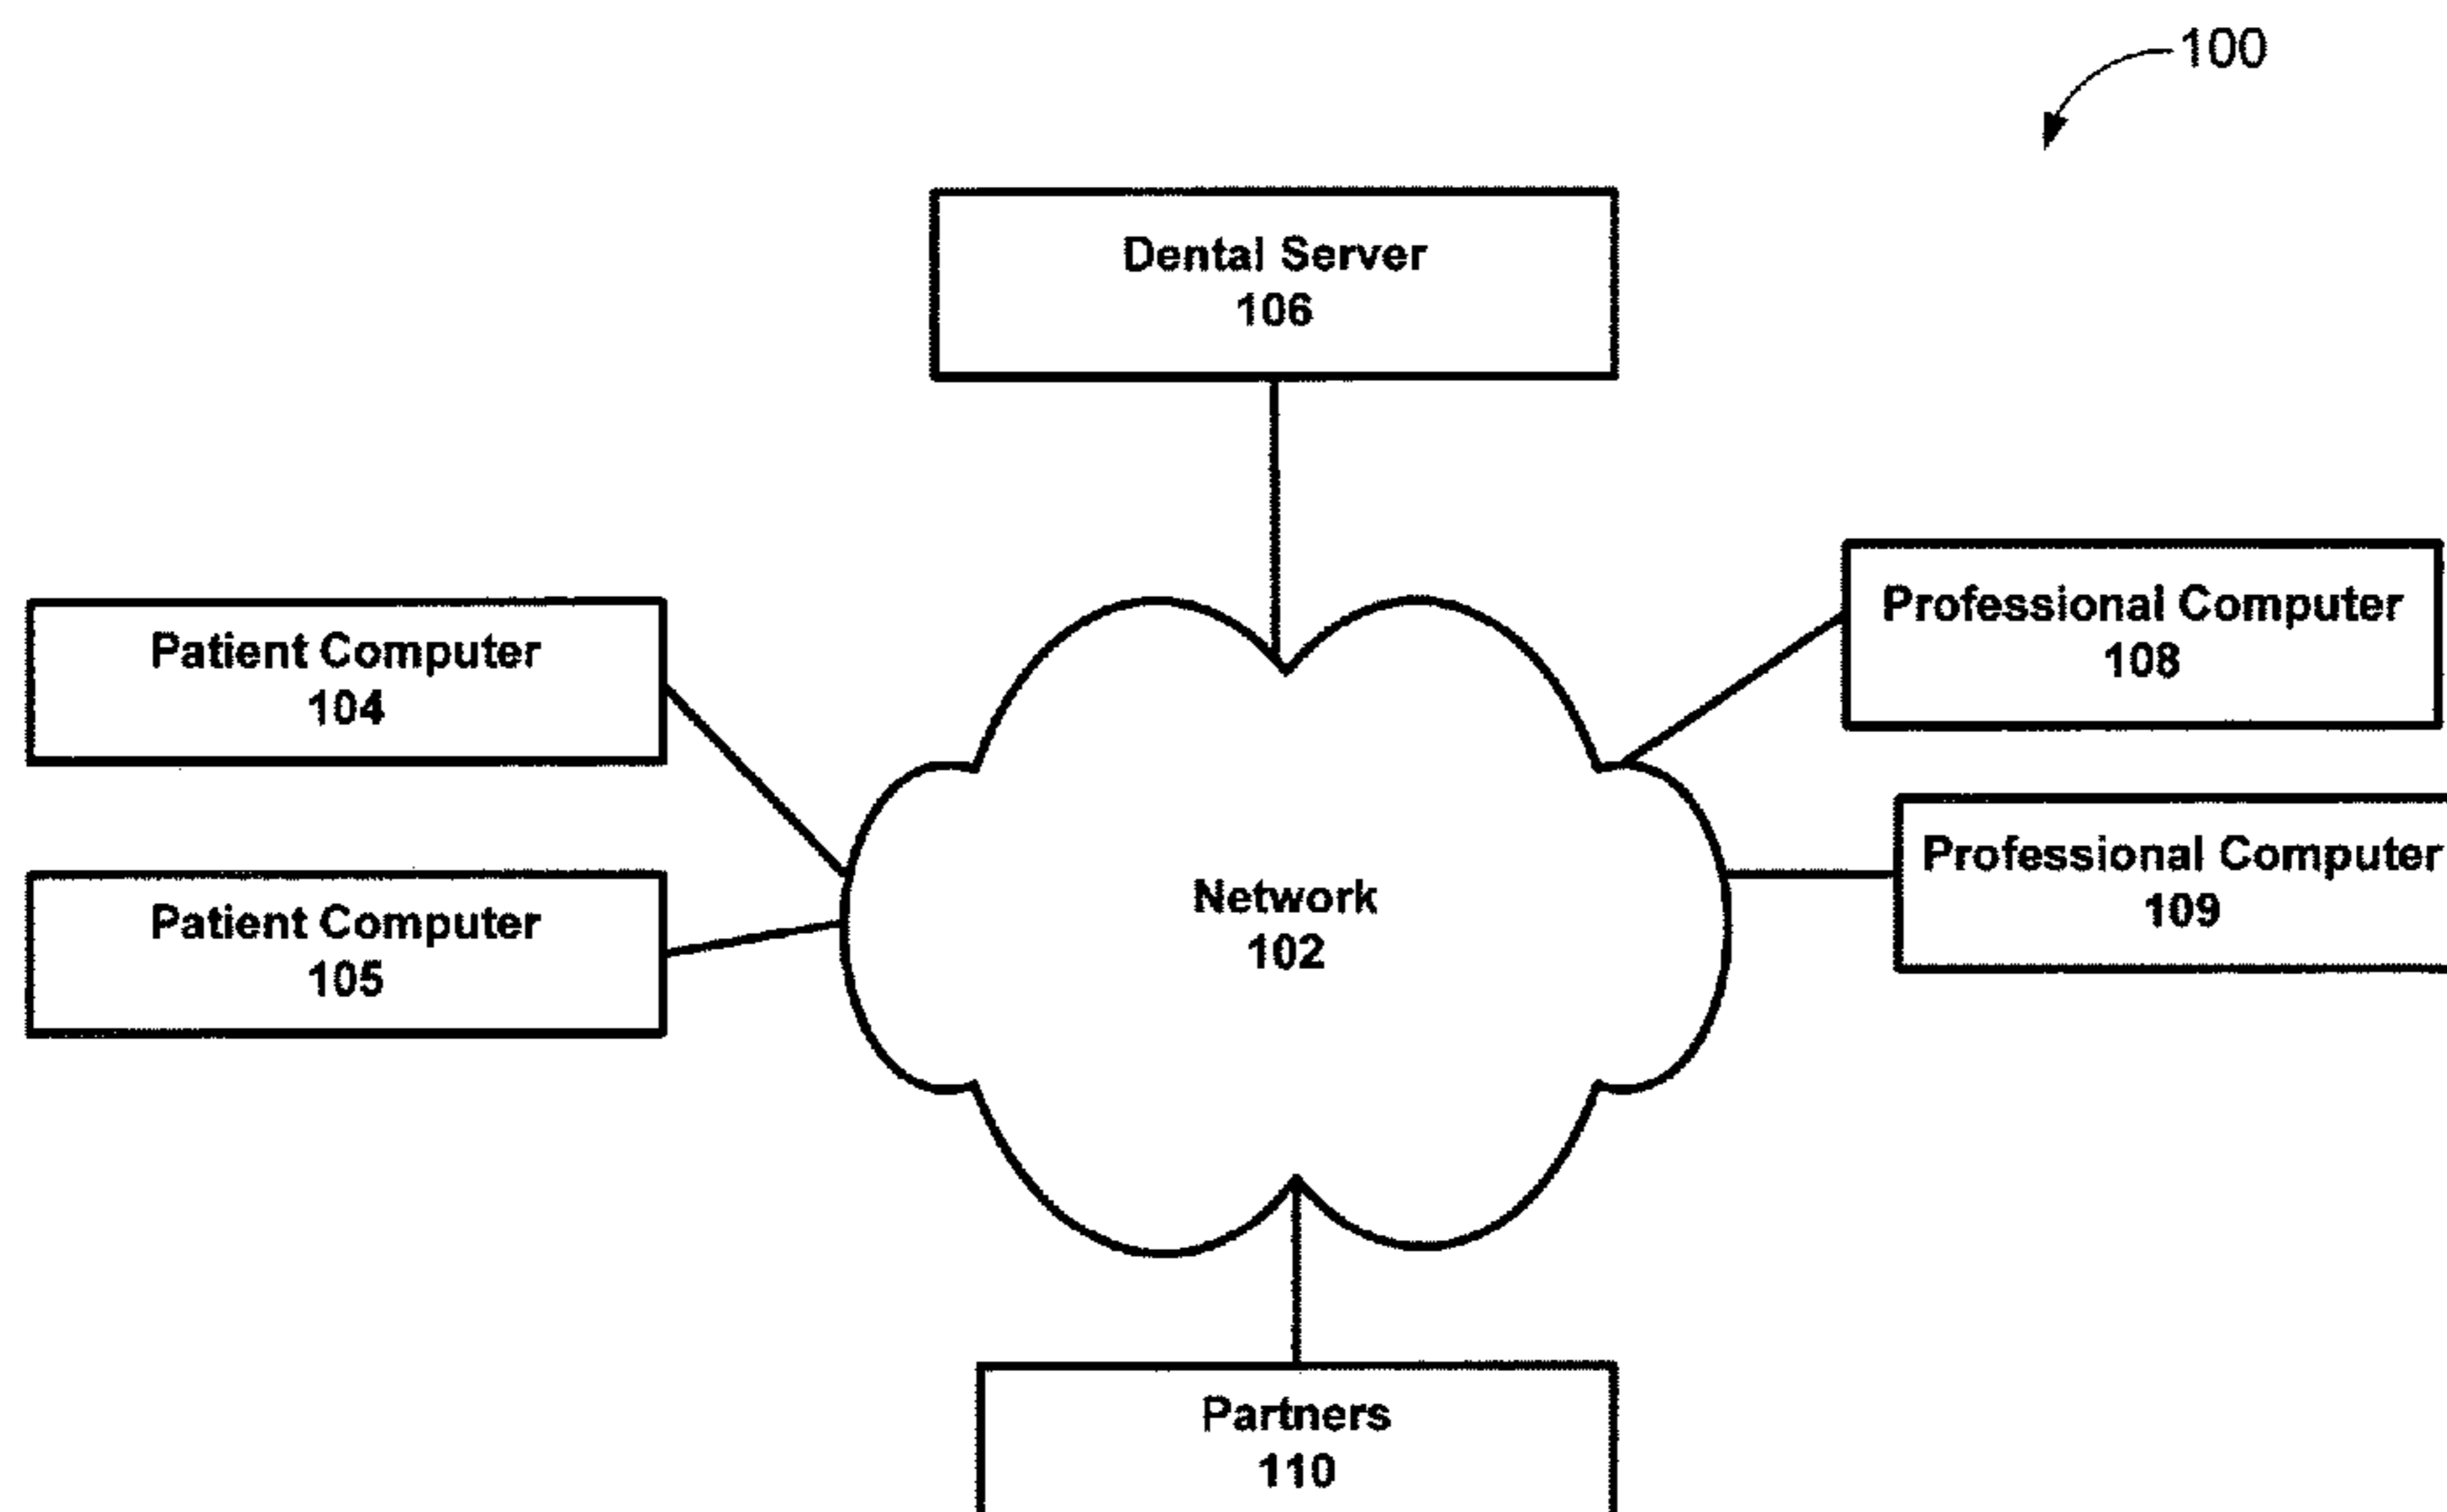 100
Dental Server
106
Patient Computer
104
Professional Computer
108
Patient Computer
105
Professional Computer
109
Network
102
Partners
110